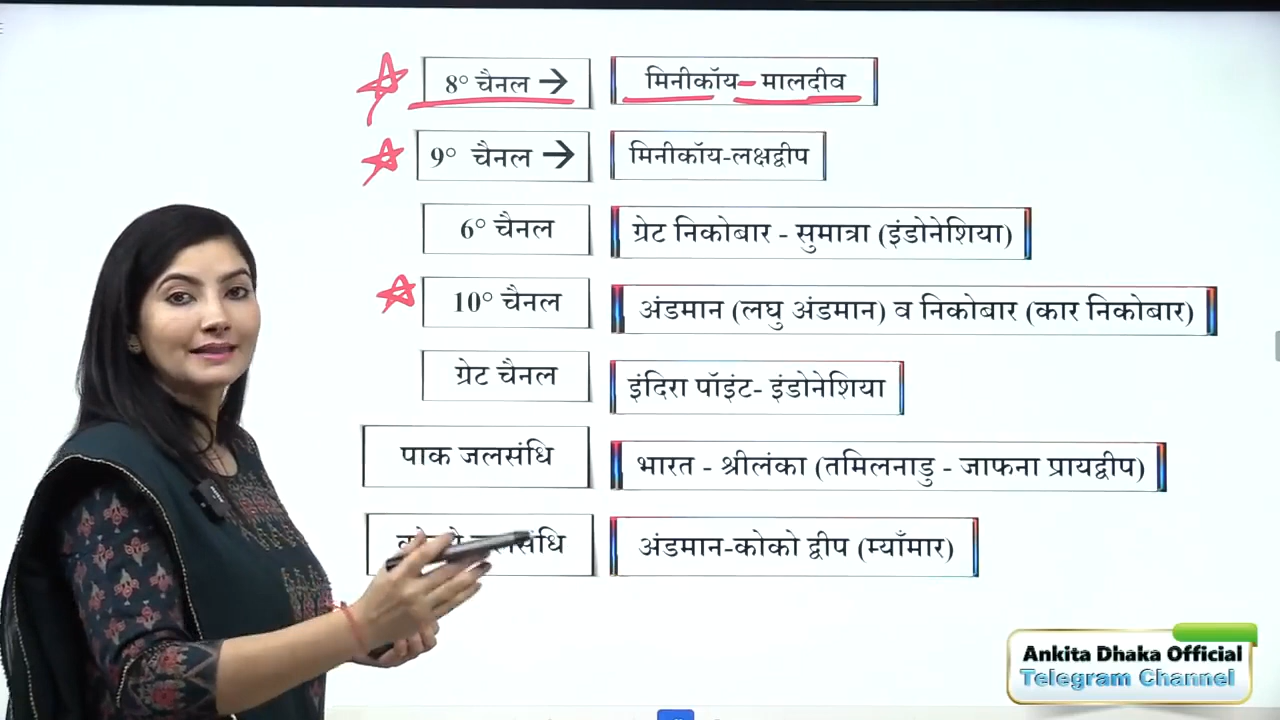 8° चैनल → मिनीकॉय- मालदीव
9° चैनल → मिनीकॉय-लक्षद्वीप
6° चैनल ग्रेट निकोबार - सुमात्रा (इंडोनेशिया)
10° चैनल अंडमान (लघु अंडमान) व निकोबार (कार निकोबार)
ग्रेट चैनल इंदिरा पॉइंट- इंडोनेशिया
पाक जलसंधि भारत - श्रीलंका (तमिलनाडु - जाफना प्रायद्वीप)
जलसंधि अंडमान-कोको द्वीप (म्याँमार)
Ankita Dhaka Official
Telegram Channel